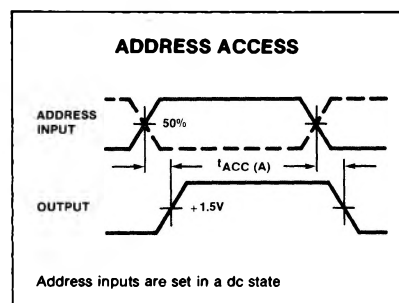 ADDRESS ACCESS
ADDRESS
INPUT
50%
tACC (A)
OUTPUT
+1.5V
Address inputs are set in a dc state